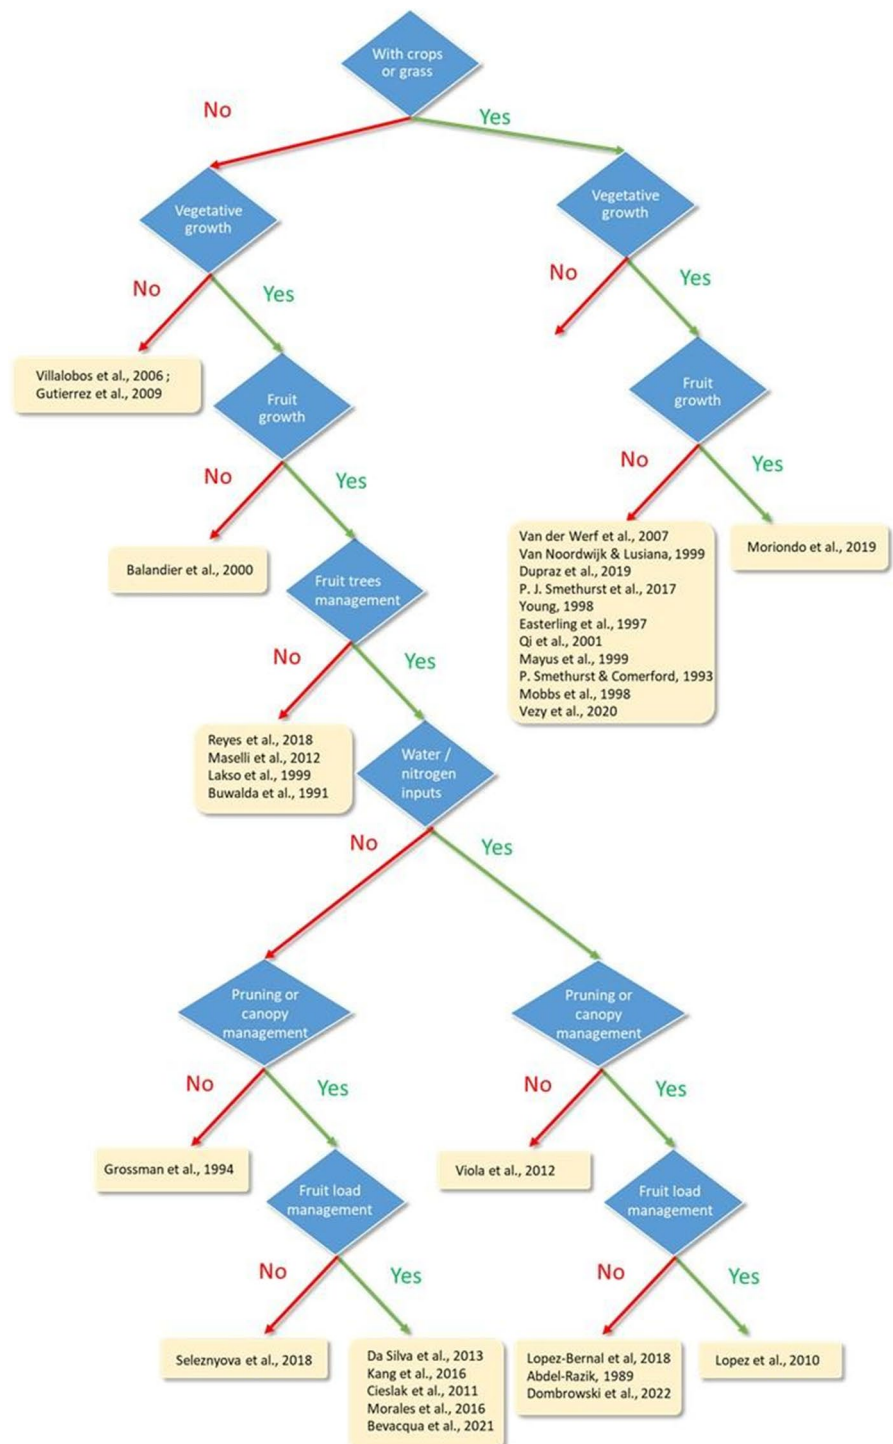 With crops
or grass
No
Yes
Vegetative
growth
Vegetative
growth
No
Yes
No
Yes
Villalobos et al., 2006 ;
Gutierrez et al., 2009
Fruit
growth
Fruit
growth
No
Yes
No
Yes
Balandier et al., 2000
Van der Werf et al., 2007
Van Noordwijk & Lusiana, 1999
Dupraz et al., 2019
P. J. Smethurst et al., 2017
Young, 1998
Easterling et al., 1997
Qi et al., 2001
Mayus et al., 1999
P. Smethurst & Comerford, 1993
Mobbs et al., 1998
Vezy et al., 2020
Moriondo et al., 2019
Fruit trees
management
No
Yes
Reyes et al., 2018
Maselli et al., 2012
Lakso et al., 1999
Buwalda et al., 1991
Water /
nitrogen
inputs
No
Yes
Pruning or
canopy
management
Pruning or
canopy
management
No
Yes
No
Yes
Grossman et al., 1994
Fruit load
management
Viola et al., 2012
Fruit load
management
No
Yes
No
Yes
Seleznyova et al., 2018
Da Silva et al., 2013
Kang et al., 2016
Cieslak et al., 2011
Morales et al., 2016
Bevacqua et al., 2021
Lopez-Bernal et al, 2018
Abdel-Razik, 1989
Dombrowski et al., 2022
Lopez et al., 2010